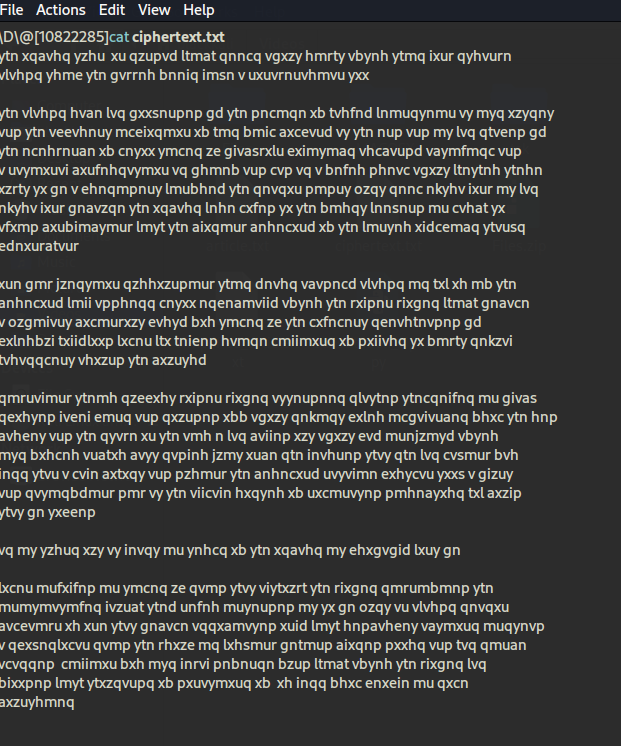 File Actions Edit View Help
\D\@[10822285]cat ciphertext.txt
ytn xqavhq yzhu xu qzupvd ltmat qnncq vgxzy hmrty vbynh ytmq ixur qyhvurn
vlvhpq yhme ytn gvrrnh bnniq imsn v uxuvrnuvhmvu yxx
ytn vlvhpq hvan lvq gxxsnupnp gd ytn pncmqn xb tvhfnd lnmuqynmu vy myq xzyqny
vup ytn veevhnuy mceixqmxu xb tmq bmic axcevud vy ytn nup vup my lvq qtvenp gd
ytn ncnhrnuan xb cnyxx ymcnq ze givasrxlu eximymaq vhcavupd vaymfmqc vup
v uvymxuvi axufnhqvymxu vq ghmnb vup cvp vq v bnfnh phnvc vgxzy ltnytnh ytnhn
xzrty yx gn v ehnqmpnuy lmubhnd ytn qnvqxu pmpuy ozqy qnnc nkyhv ixur my lvq
nkyhv ixur gnavzqn ytn xqavhq lnhn cxfnp yx ytn bmhqy lnnsnup mu cvhat yx
vfxmp axubimaymur lmyt ytn aixqmur anhncxud xb ytn lmuynh xidcemaq ytvusq
ednxuratvur
xun gmr jznqymxu qzhhxzupmur ytmq dnvhq vavpncd vlvhpq mq txl xh mb ytn
anhncxud lmii vpphnqq cnyxx nqenamviid vbynh ytn rxipnu rixgnq ltmat gnavcn
v ozgmivuy axcmurxzy evhyd bxh ymcnq ze ytn cxfncnuy qenvhtnvpnp gd
exlnhbzi txiidlxxp lxcnu ltx tnienp hvmqn cmiimxuq xb pxiivhq yx bmrty qnkzvi
tvhvqqcnuy vhxzup ytn axzuyhd
qmruvimur ytnmh qzeexhy rxipnu rixgnq vyynupnnq qlvytnp ytncqnifnq mu givas
qexhynp iveni emuq vup qxzupnp xbb vgxzy qnkmqy exlnh mcgvivuanq bhxc ytn hnp
avheny vup ytn qyvrn xu ytn vmh n lvq aviinp xzy vgxzy evd munjzmyd vbynh
myq bxhcnh vuatxh avyy qvpinh jzmy xuan qtn invhunp ytvy qtn lvq cvsmur bvh
inqq ytvu v cvin axtxqy vup pzhmur ytn anhncxud uvyvimn exhycvu yxxs v gizuy
vup qvymqbdmur pmr vy ytn viicvin hxqynh xb uxcmuvynp pmhnayxhq txl axzip
ytvy gn yxeenp
vq my yzhuq xzy vy invqy mu ynhcq xb ytn xqavhq my ehxgvgid lxuy gn
lxcnu mufxifnp mu ymcnq ze qvmp ytvy viytxzrt ytn rixgnq qmrumbmnp ytn
mumymvymfnq ivzuat ytnd unfnh muynupnp my yx gn ozqy vu vlvhpq qnvqxu
avcevmru xh xun ytvy gnavcn vqqxamvynp xuid lmyt hnpavheny vaymxuq muqynvp
v qexsnqlxcvu qvmp ytn rhxze mq lxhsmur gntmup aixqnp pxxhq vup tvq qmuan
vcvqqnp cmiimxu bxh myq inrvi pnbnuqn bzup ltmat vbynh ytn rixgnq lvq
bixxpnp lmyt ytxzqvupq xb pxuvymxuq xb xh inqq bhxc enxein mu qxcn
axzuyhmnq